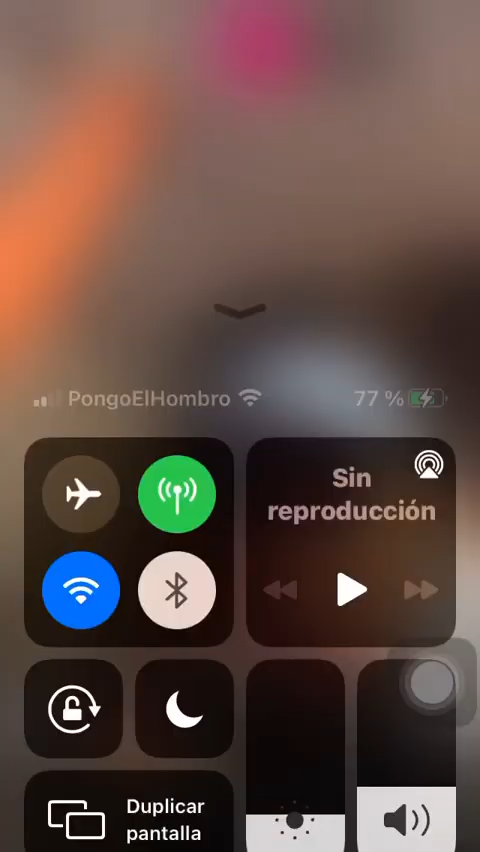 PongoElHombro 77 %
Sin
reproducción
Duplicar
pantalla